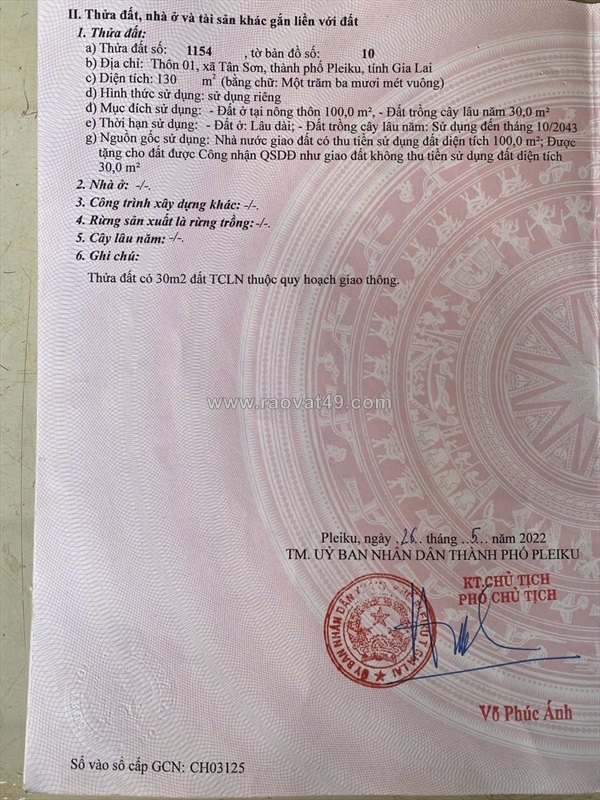 II. Thửa đất, nhà ở và tài sản khác gắn liền với đất
1. Thửa đất:
a) Thửa đất số: 1154 , tờ bản đồ số: 10
b) Địa chỉ: Thôn 01, xã Tân Sơn, thành phố Pleiku, tỉnh Gia Lai
c) Diện tích: 130 m² (bằng chữ: Một trăm ba mươi mét vuông)
d) Hình thức sử dụng: sử dụng riêng
đ) Mục đích sử dụng: - Đất ở tại nông thôn 100,0 m², - Đất trồng cây lâu năm 30,0 m²
e) Thời hạn sử dụng: - Đất ở: Lâu dài; - Đất trồng cây lâu năm: Sử dụng đến tháng 10/2043
g) Nguồn gốc sử dụng: Nhà nước giao đất có thu tiền sử dụng đất diện tích 100,0 m²; Được
tặng cho đất được Công nhận QSDĐ như giao đất không thu tiền sử dụng đất diện tích
30,0 m²
2. Nhà ở: -/-.
3. Công trình xây dựng khác: -/-.
4. Rừng sản xuất là rừng trồng: -/-.
5. Cây lâu năm: -/-.
6. Ghi chú:
Thửa đất có 30m2 đất TCLN thuộc quy hoạch giao thông.
www.raovat49.com
Pleiku, ngày 26 tháng 5 năm 2022
TM. UỶ BAN NHÂN DÂN THÀNH PHỐ PLEIKU
KT.CHỦ TỊCH
PHÓ CHỦ TỊCH
Võ Phúc Ánh
Số vào sổ cấp GCN: CH03125